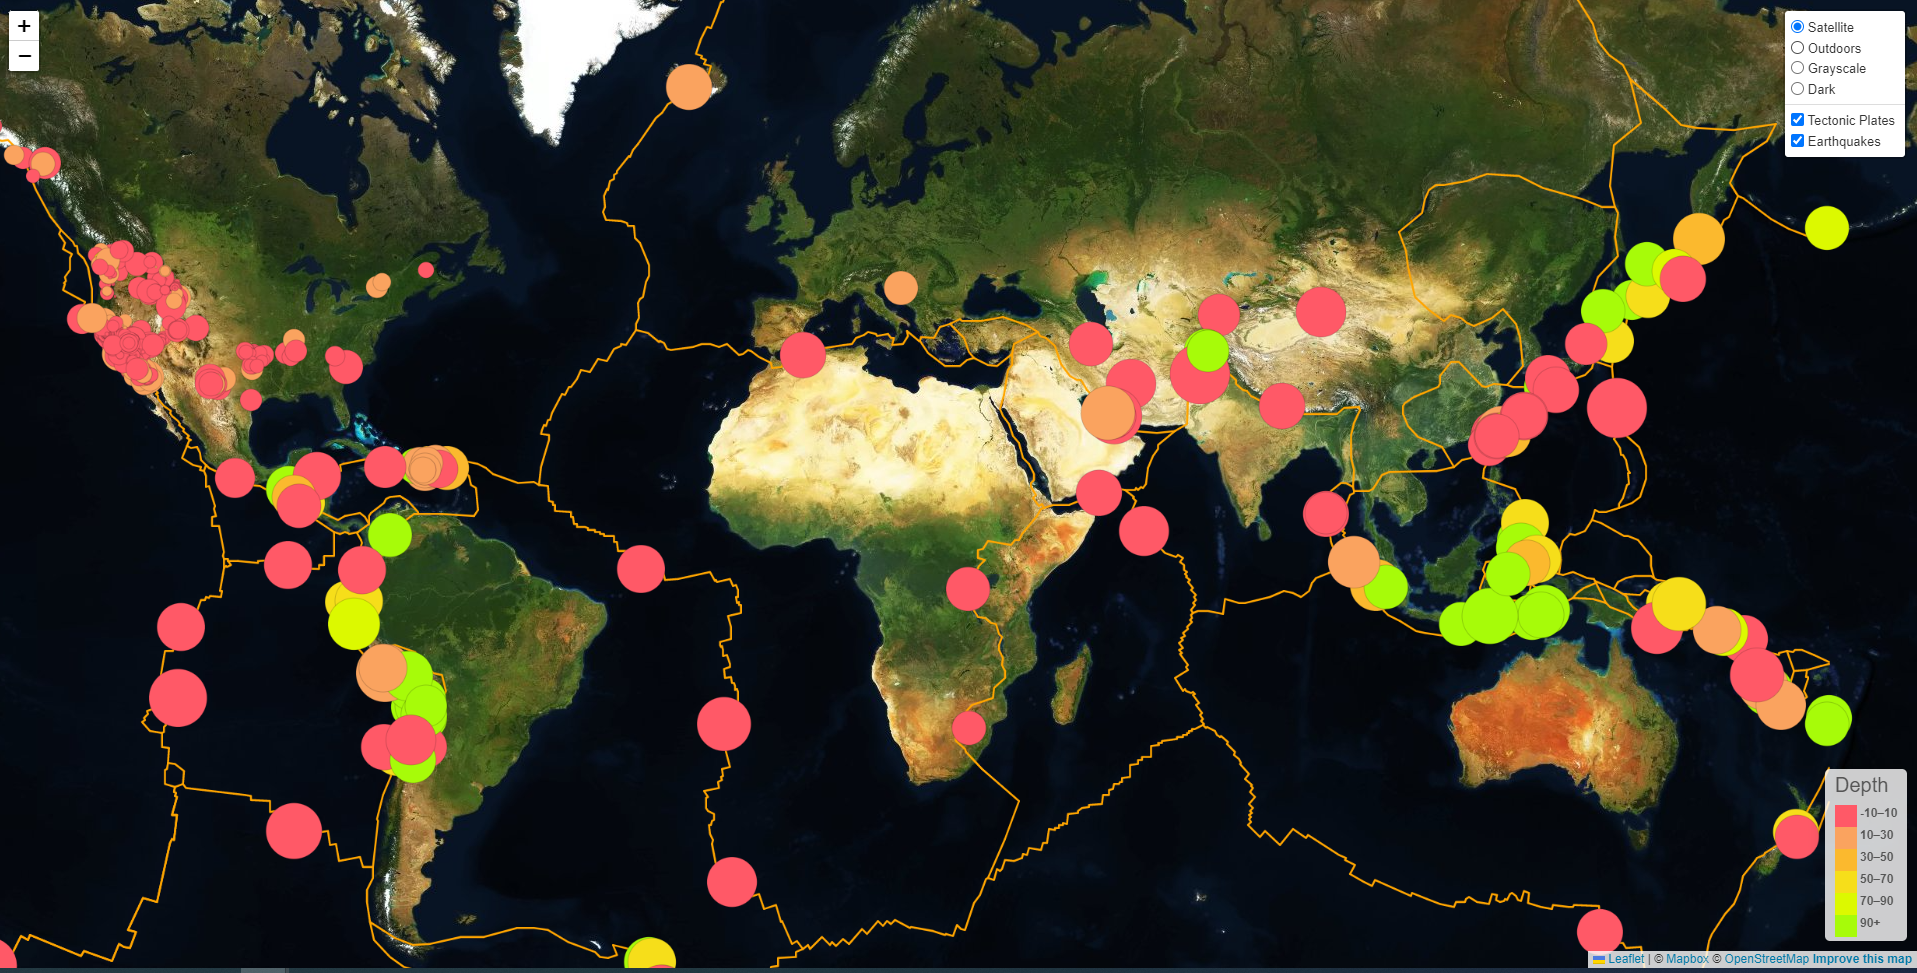 +
−
Satellite
Outdoors
Grayscale
Dark
Tectonic Plates
Earthquakes
Depth
-10–10
10–30
30–50
50–70
70–90
90+
Leaflet | © Mapbox © OpenStreetMap Improve this map